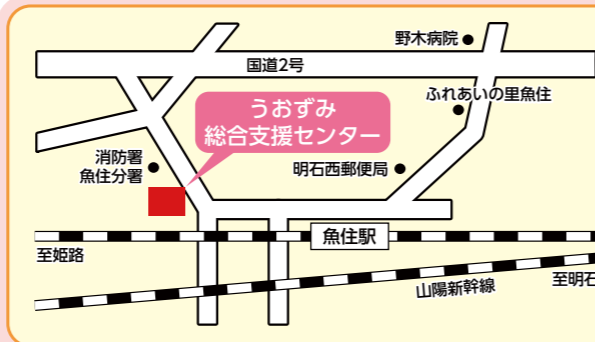 野木病院
国道2号
ふれあいの里魚住
うおずみ
総合支援センター
消防署
魚住分署
明石西郵便局
魚住駅
至姫路
山陽新幹線
至明石